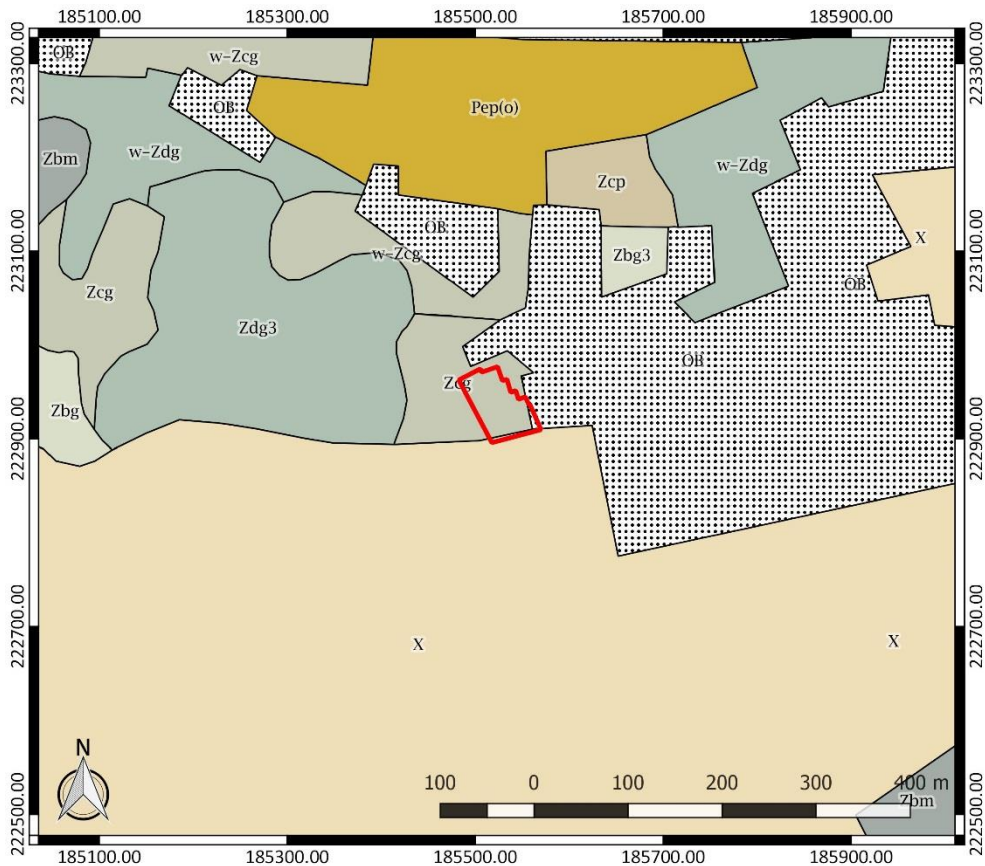 185100.00 185300.00 185500.00 185700.00 185900.00
223300.00
223300.00
OB
w-Zcg
OB
Pep(o)
Zbm
w-Zdg
w-Zdg
Zcp
OB
X
223100.00
223100.00
w-Zcg
Zbg3
OB
Zcg
Zdg3
OB
Zcg
Zbg
222900.00
222900.00
X
X
222700.00
222700.00
N
100 0 100 200 300 400 m
Zbm
222500.00
222500.00
185100.00 185300.00 185500.00 185700.00 185900.00